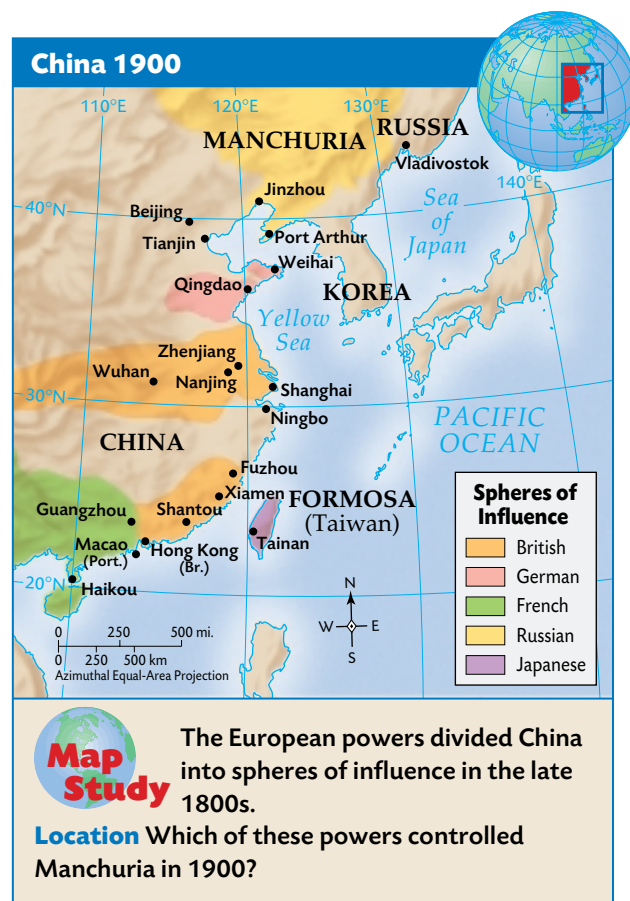 China 1900
110°E
120°E
130°E
140°E
MANCHURIA
RUSSIA
Vladivostok
Jinzhou
40°N
Beijing
Tianjin
Port Arthur
Sea
of
Japan
Weihai
Qingdao
KOREA
Yellow
Sea
Zhenjiang
Wuhan
Nanjing
Shanghai
30°N
Ningbo
PACIFIC
OCEAN
CHINA
Fuzhou
Xiamen
FORMOSA
(Taiwan)
Guangzhou
Shantou
Tainan
Macao
(Port.)
Hong Kong
(Br.)
20°N
Haikou
Spheres of
Influence
British
German
French
Russian
Japanese
N
W
E
S
0 250 500 mi.
0 250 500 km
Azimuthal Equal-Area Projection
Map
Study
The European powers divided China
into spheres of influence in the late
1800s.
Location Which of these powers controlled
Manchuria in 1900?